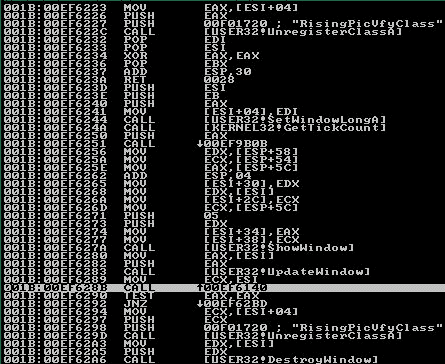 001B:00EF6223 MOV EAX,[ESI+04]
001B:00EF6226 PUSH EAX
001B:00EF6227 PUSH 00F01720 ; "RisingPicVfyClass"
001B:00EF622C CALL [USER32!UnregisterClassA]
001B:00EF6232 POP EDI
001B:00EF6233 POP ESI
001B:00EF6234 XOR EAX,EAX
001B:00EF6236 POP EBX
001B:00EF6237 ADD ESP,30
001B:00EF623A RET 0028
001B:00EF623D PUSH ESI
001B:00EF623E PUSH EB
001B:00EF6240 PUSH EAX
001B:00EF6241 MOV [ESI+04],EDI
001B:00EF6244 CALL [USER32!SetWindowLongA]
001B:00EF624A CALL [KERNEL32!GetTickCount]
001B:00EF6250 PUSH EAX
001B:00EF6251 CALL ↓00EF9B0B
001B:00EF6256 MOV EDX,[ESP+58]
001B:00EF625A MOV ECX,[ESP+54]
001B:00EF625E MOV EAX,[ESP+5C]
001B:00EF6262 ADD ESP,04
001B:00EF6265 MOV [ESI+30],EDX
001B:00EF6268 MOV EDX,[ESI]
001B:00EF626A MOV [ESI+2C],ECX
001B:00EF626D MOV ECX,[ESP+5C]
001B:00EF6271 PUSH 05
001B:00EF6273 PUSH EDX
001B:00EF6274 MOV [ESI+34],EAX
001B:00EF6277 MOV [ESI+38],ECX
001B:00EF627A CALL [USER32!ShowWindow]
001B:00EF6280 MOV EAX,[ESI]
001B:00EF6282 PUSH EAX
001B:00EF6283 CALL [USER32!UpdateWindow]
001B:00EF6289 MOV ECX,ESI
001B:00EF628B CALL ↑00EF6140
001B:00EF6290 TEST EAX,EAX
001B:00EF6292 JNZ ↓00EF62BD
001B:00EF6294 MOV ECX,[ESI+04]
001B:00EF6297 PUSH ECX
001B:00EF6298 PUSH 00F01720 ; "RisingPicVfyClass"
001B:00EF629D CALL [USER32!UnregisterClassA]
001B:00EF62A3 MOV EDX,[ESI]
001B:00EF62A5 PUSH EDX
001B:00EF62A6 CALL [USER32!DestroyWindow]